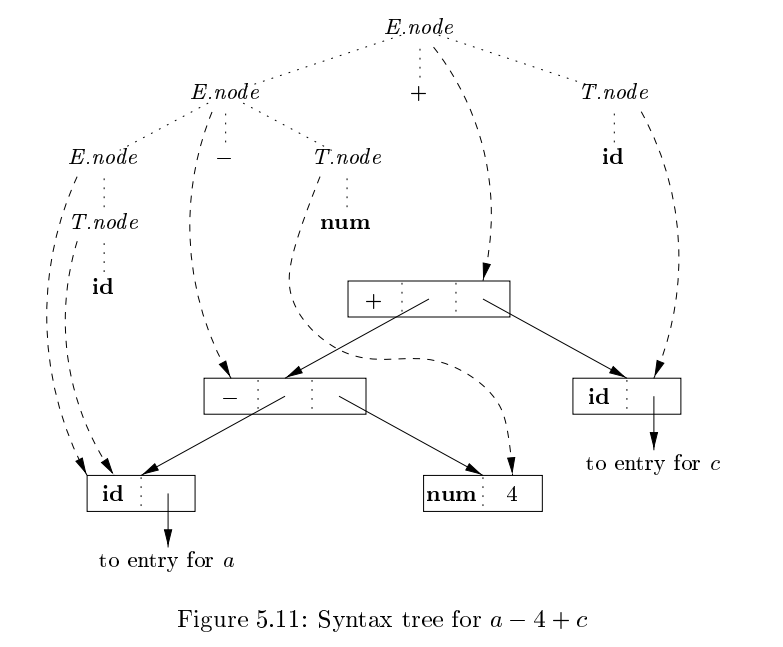 E.node
E.node + T.node
E.node − T.node id
T.node num
id
+
− id
to entry for c
id num 4
to entry for a
Figure 5.11: Syntax tree for a − 4 + c